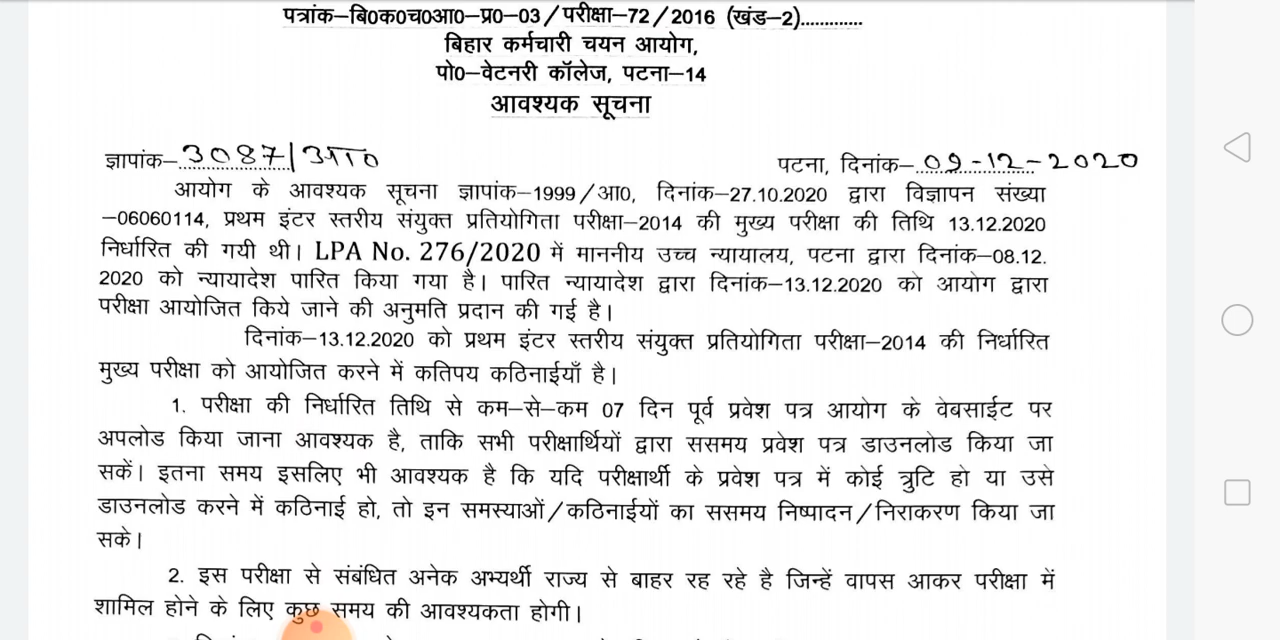 पत्रांक–बि०क०च०आ०–प्र०–03/परीक्षा–72/2016 (खंड–2).............
बिहार कर्मचारी चयन आयोग,
पो०–वेटनरी कॉलेज, पटना–14
आवश्यक सूचना
ज्ञापांक–3087/आ० पटना, दिनांक–09-12-2020
आयोग के आवश्यक सूचना ज्ञापांक–1999/आ०, दिनांक–27.10.2020 द्वारा विज्ञापन संख्या
–06060114, प्रथम इंटर स्तरीय संयुक्त प्रतियोगिता परीक्षा–2014 की मुख्य परीक्षा की तिथि 13.12.2020
निर्धारित की गयी थी। LPA No. 276/2020 में माननीय उच्च न्यायालय, पटना द्वारा दिनांक–08.12.
2020 को न्यायादेश पारित किया गया है। पारित न्यायादेश द्वारा दिनांक–13.12.2020 को आयोग द्वारा
परीक्षा आयोजित किये जाने की अनुमति प्रदान की गई है।
दिनांक–13.12.2020 को प्रथम इंटर स्तरीय संयुक्त प्रतियोगिता परीक्षा–2014 की निर्धारित
मुख्य परीक्षा को आयोजित करने में कतिपय कठिनाईयाँ है।
1. परीक्षा की निर्धारित तिथि से कम–से–कम 07 दिन पूर्व प्रवेश पत्र आयोग के वेबसाईट पर
अपलोड किया जाना आवश्यक है, ताकि सभी परीक्षार्थियों द्वारा ससमय प्रवेश पत्र डाउनलोड किया जा
सकें। इतना समय इसलिए भी आवश्यक है कि यदि परीक्षार्थी के प्रवेश पत्र में कोई त्रुटि हो या उसे
डाउनलोड करने में कठिनाई हो, तो इन समस्याओं/कठिनाईयों का ससमय निष्पादन/निराकरण किया जा
सके।
2. इस परीक्षा से संबंधित अनेक अभ्यर्थी राज्य से बाहर रह रहे है जिन्हें वापस आकर परीक्षा में
शामिल होने के लिए कुछ समय की आवश्यकता होगी।